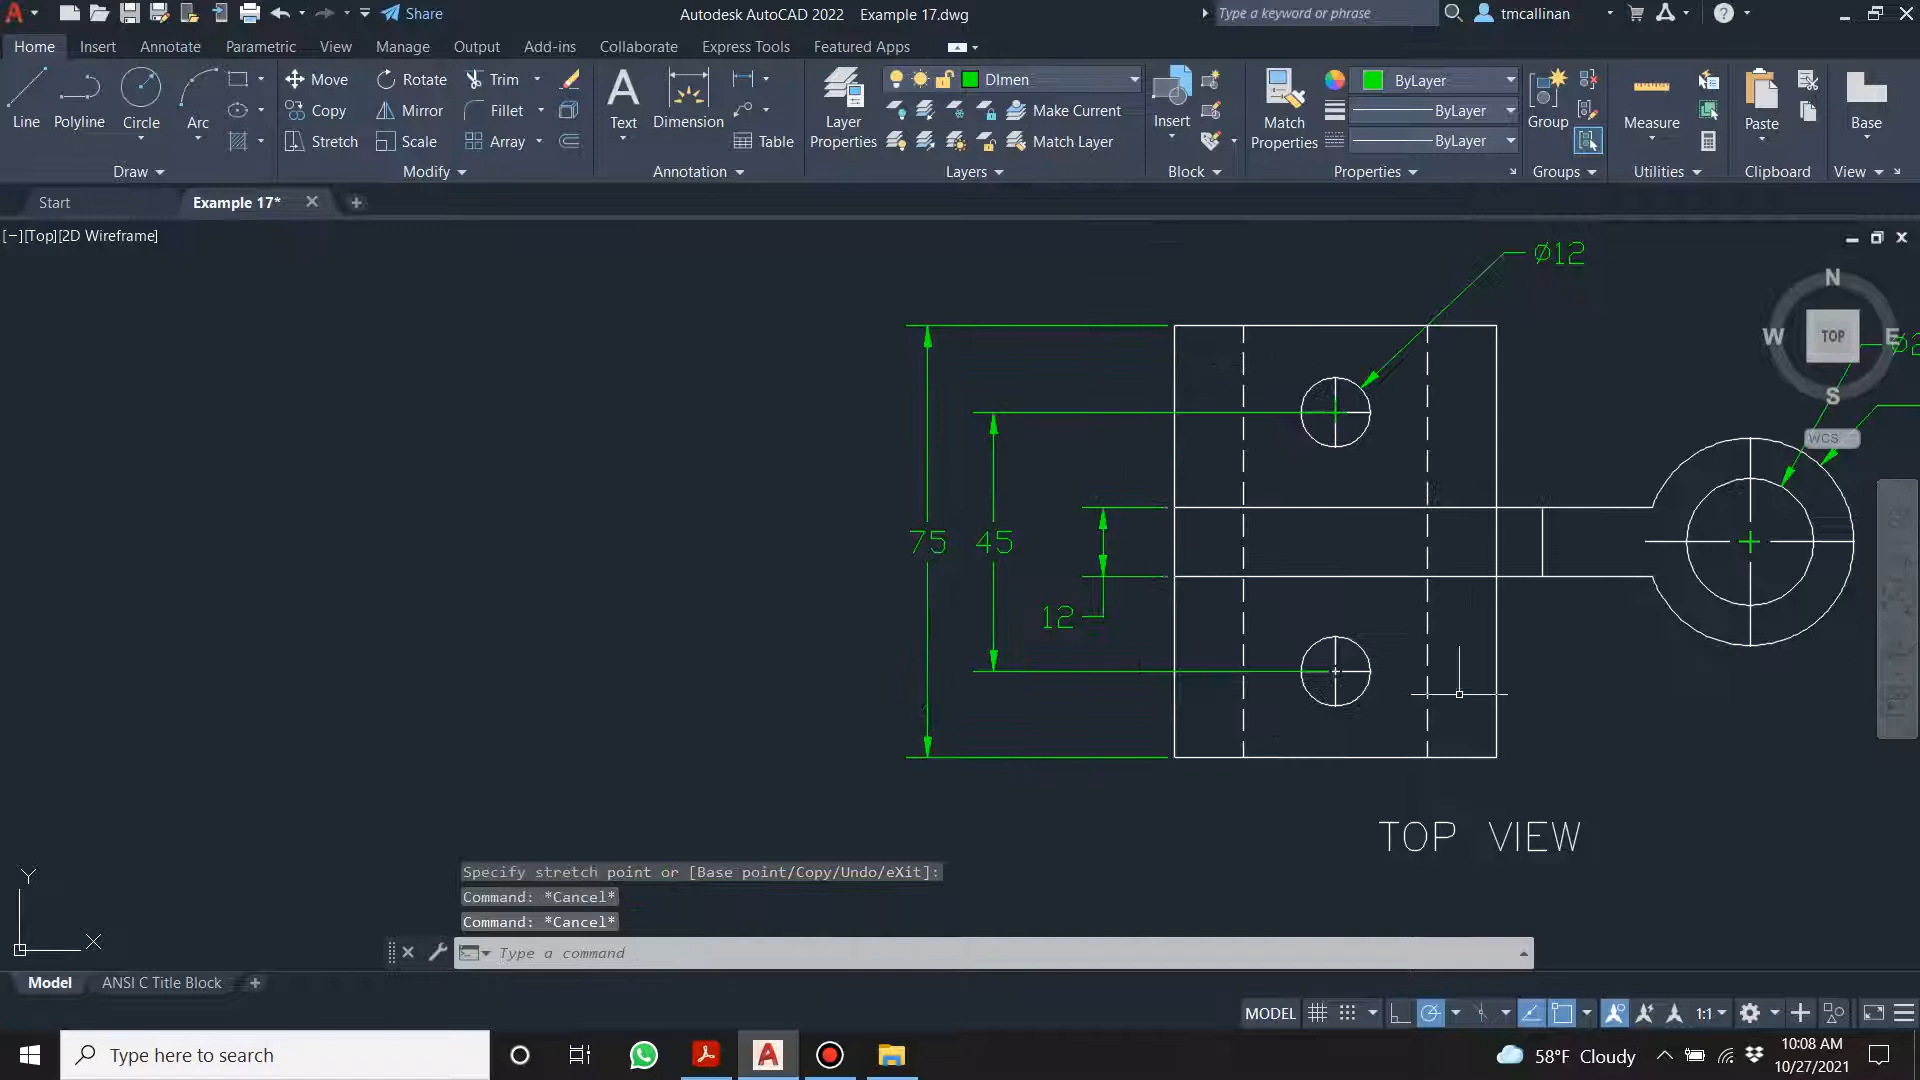 Share
Autodesk AutoCAD 2022 Example 17.dwg
Type a keyword or phrase
tmcallinan
Home Insert Annotate Parametric View Manage Output Add-ins Collaborate Express Tools Featured Apps
Line Polyline Circle Arc
Move Rotate Trim
Copy Mirror Fillet
Stretch Scale Array
Text Dimension Table
Layer Properties
DImen
Make Current
Match Layer
Insert
Match Properties
ByLayer
ByLayer
ByLayer
Group
Measure
Paste
Base
Draw Modify Annotation Layers Block Properties Groups Utilities Clipboard View
Start Example 17*
[−][Top][2D Wireframe]
Ø12
N
W TOP E
S
WCS
75 45
12
TOP VIEW
Y
X
Specify stretch point or [Base point/Copy/Undo/eXit]:
Command: *Cancel*
Command: *Cancel*
Type a command
Model ANSI C Title Block
MODEL 1:1
Type here to search
58°F Cloudy
10:08 AM
10/27/2021